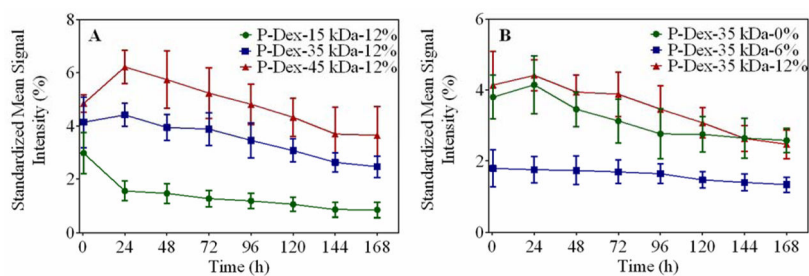 A
P-Dex-15 kDa-12%
P-Dex-35 kDa-12%
P-Dex-45 kDa-12%
Standardized Mean Signal
Intensity (%)
8
6
4
2
0
0 24 48 72 96 120 144 168
Time (h)
B
P-Dex-35 kDa-0%
P-Dex-35 kDa-6%
P-Dex-35 kDa-12%
Standardized Mean Signal
Intensity (%)
6
4
2
0
0 24 48 72 96 120 144 168
Time (h)